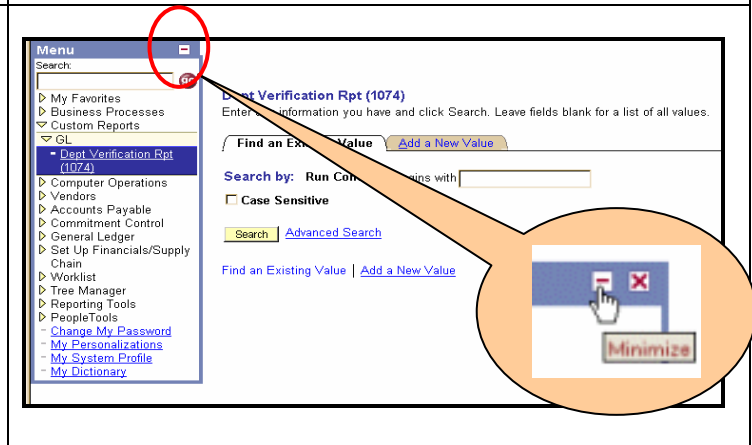 Menu
Search:
My Favorites
Business Processes
Custom Reports
GL
Dept Verification Rpt
(1074)
Computer Operations
Vendors
Accounts Payable
Commitment Control
General Ledger
Set Up Financials/Supply
Chain
Worklist
Tree Manager
Reporting Tools
PeopleTools
Change My Password
My Personalizations
My System Profile
My Dictionary
Verification Rpt (1074)
Enter information you have and click Search. Leave fields blank for a list of all values.
Find an Value Add a New Value
Search by: Run with
Case Sensitive
Search Advanced Search
Find an Existing Value | Add a New Value
Minimize